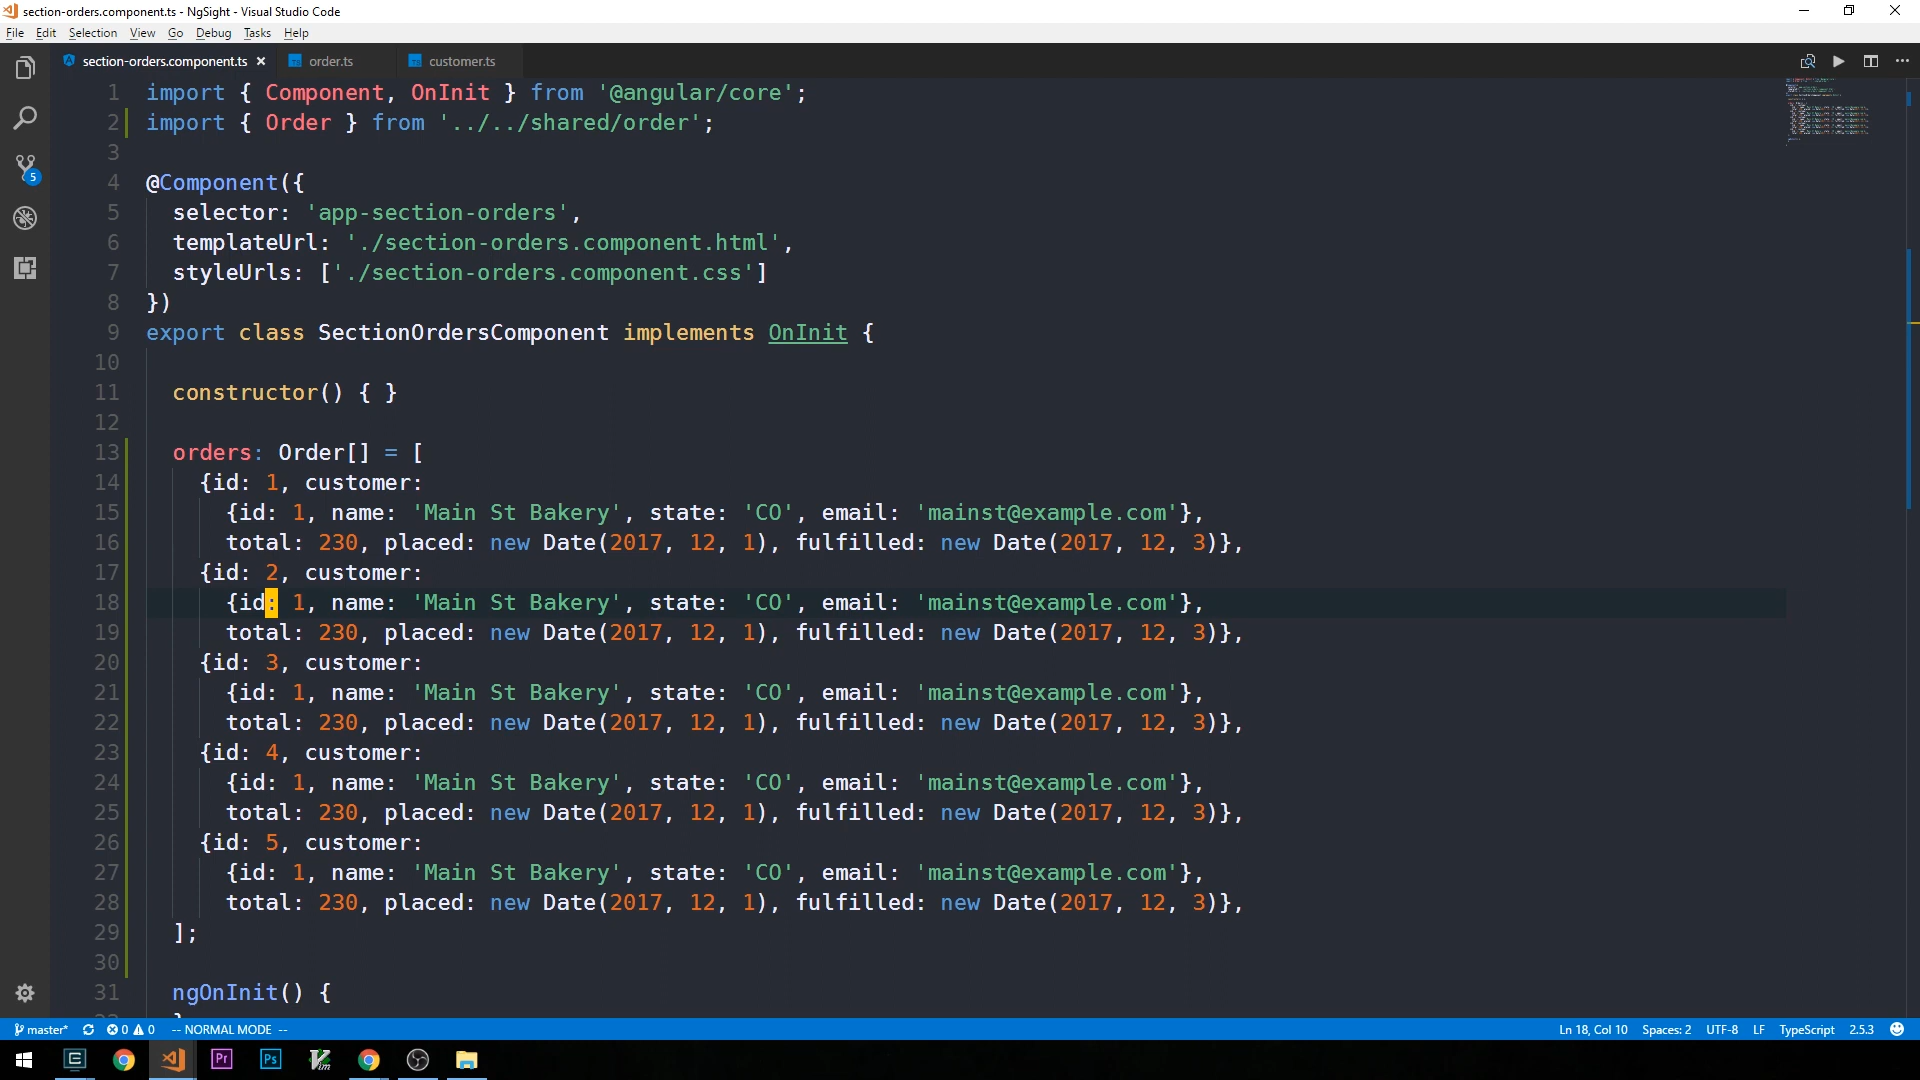 section-orders.component.ts - NgSight - Visual Studio Code
File Edit Selection View Go Debug Tasks Help
section-orders.component.ts × order.ts customer.ts
1 import { Component, OnInit } from '@angular/core';
2 import { Order } from '../../shared/order';
3
4 @Component({
5 selector: 'app-section-orders',
6 templateUrl: './section-orders.component.html',
7 styleUrls: ['./section-orders.component.css']
8 })
9 export class SectionOrdersComponent implements OnInit {
10
11 constructor() { }
12
13 orders: Order[] = [
14 {id: 1, customer:
15 {id: 1, name: 'Main St Bakery', state: 'CO', email: 'mainst@example.com'},
16 total: 230, placed: new Date(2017, 12, 1), fulfilled: new Date(2017, 12, 3)},
17 {id: 2, customer:
18 {id: 1, name: 'Main St Bakery', state: 'CO', email: 'mainst@example.com'},
19 total: 230, placed: new Date(2017, 12, 1), fulfilled: new Date(2017, 12, 3)},
20 {id: 3, customer:
21 {id: 1, name: 'Main St Bakery', state: 'CO', email: 'mainst@example.com'},
22 total: 230, placed: new Date(2017, 12, 1), fulfilled: new Date(2017, 12, 3)},
23 {id: 4, customer:
24 {id: 1, name: 'Main St Bakery', state: 'CO', email: 'mainst@example.com'},
25 total: 230, placed: new Date(2017, 12, 1), fulfilled: new Date(2017, 12, 3)},
26 {id: 5, customer:
27 {id: 1, name: 'Main St Bakery', state: 'CO', email: 'mainst@example.com'},
28 total: 230, placed: new Date(2017, 12, 1), fulfilled: new Date(2017, 12, 3)},
29 ];
30
31 ngOnInit() {
5
master* 0 0 -- NORMAL MODE -- Ln 18, Col 10 Spaces: 2 UTF-8 LF TypeScript 2.5.3
Pr Ps Vim